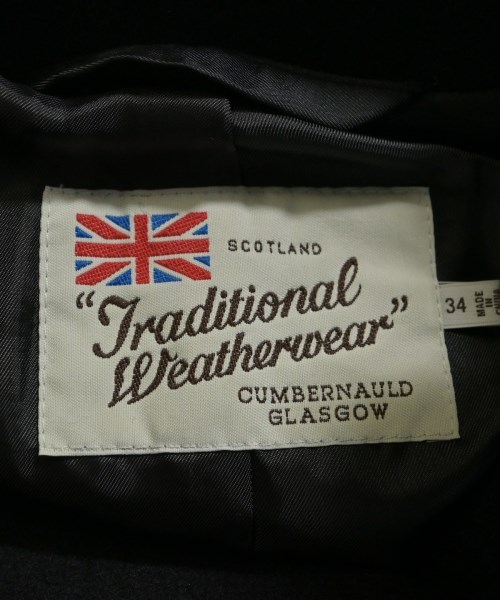 SCOTLAND
"Traditional
Weatherwear"
CUMBERNAULD
GLASGOW
34
MADE
IN
CHINA